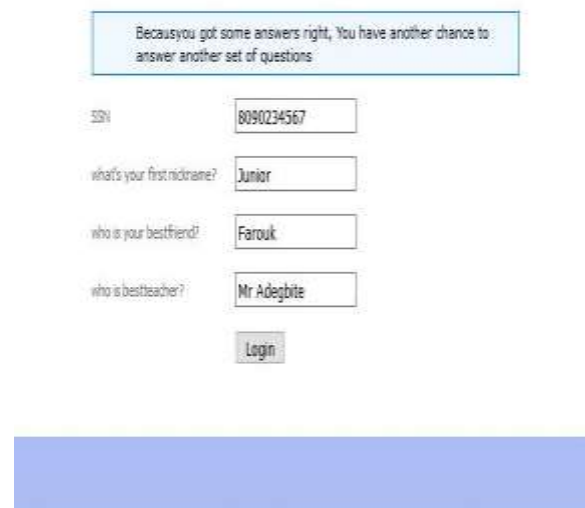 Becausyou got some answers right, You have another chance to
answer another set of questions
SSN 8090234567
what's your first nickname? Junior
who is your bestfriend? Farouk
who is bestteacher? Mr Adegbite
Login